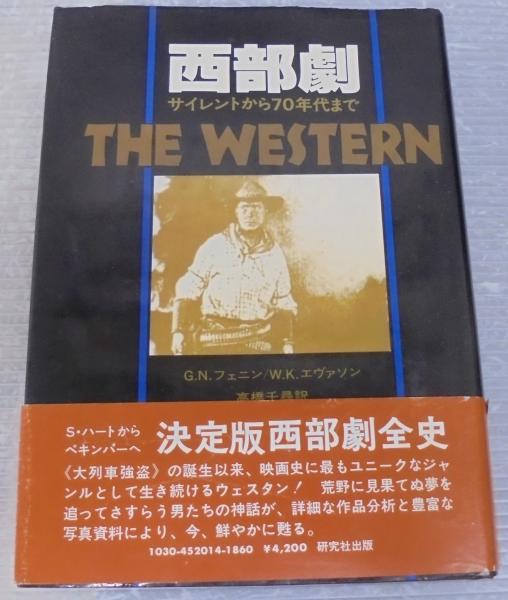 西部劇
サイレントから70年代まで
THE WESTERN
G.N.フェニン/W.K.エヴァソン
高橋千尋訳
S・ハートから
ペキンパーへ
決定版西部劇全史
《大列車強盗》の誕生以来、映画史に最もユニークなジャ
ンルとして生き続けるウェスタン! 荒野に見果てぬ夢を
追ってさすらう男たちの神話が、詳細な作品分析と豊富な
写真資料により、今、鮮やかに甦る。
1030-452014-1860 ¥4,200 研究社出版